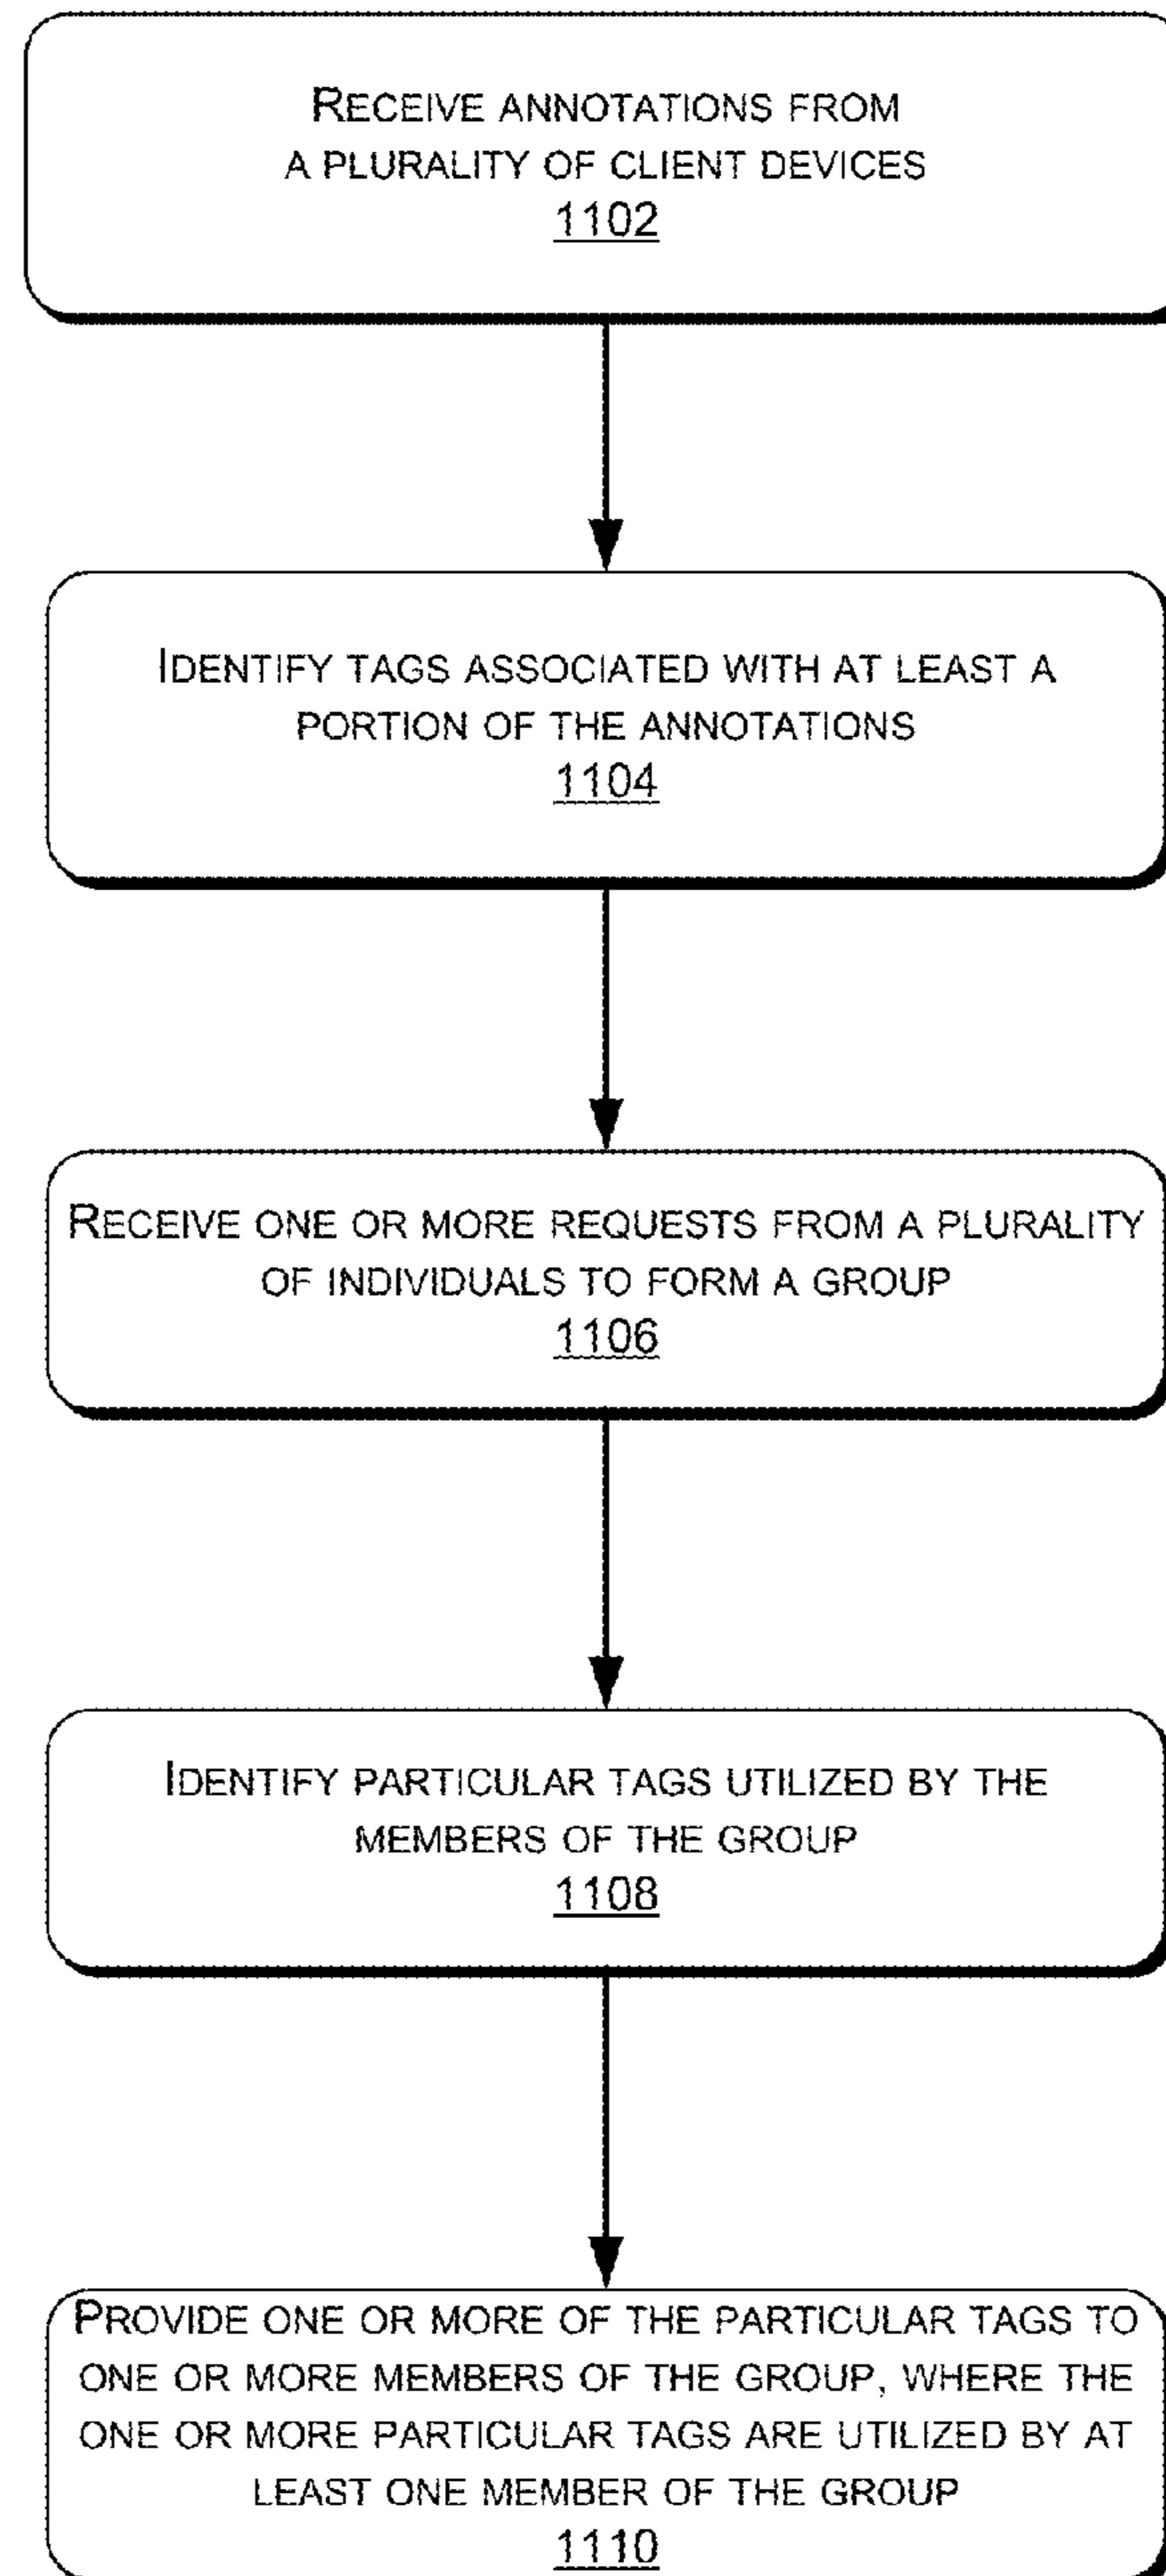 RECEIVE ANNOTATIONS FROM
A PLURALITY OF CLIENT DEVICES
1102
IDENTIFY TAGS ASSOCIATED WITH AT LEAST A
PORTION OF THE ANNOTATIONS
1104
RECEIVE ONE OR MORE REQUESTS FROM A PLURALITY
OF INDIVIDUALS TO FORM A GROUP
1106
IDENTIFY PARTICULAR TAGS UTILIZED BY THE
MEMBERS OF THE GROUP
1108
PROVIDE ONE OR MORE OF THE PARTICULAR TAGS TO
ONE OR MORE MEMBERS OF THE GROUP, WHERE THE
ONE OR MORE PARTICULAR TAGS ARE UTILIZED BY AT
LEAST ONE MEMBER OF THE GROUP
1110